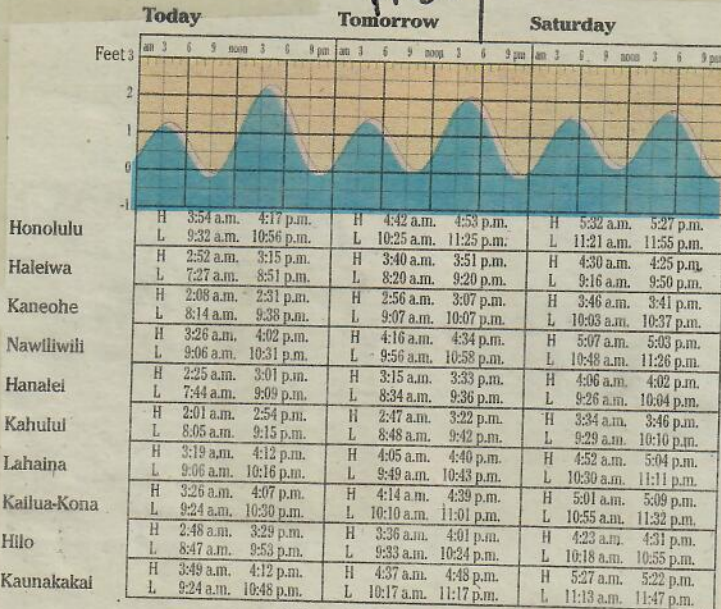 Today Tomorrow Saturday
Feet 3 am 3 6 9 noon 3 6 9 pm am 3 6 9 noon 3 6 9 pm am 3 6 9 noon 3 6 9 pm
2
1
0
-1
Honolulu H 3:54 a.m. 4:17 p.m. H 4:42 a.m. 4:53 p.m. H 5:32 a.m. 5:27 p.m.
L 9:32 a.m. 10:56 p.m. L 10:25 a.m. 11:25 p.m. L 11:21 a.m. 11:55 p.m.
Haleiwa H 2:52 a.m. 3:15 p.m. H 3:40 a.m. 3:51 p.m. H 4:30 a.m. 4:25 p.m.
L 7:27 a.m. 8:51 p.m. L 8:20 a.m. 9:20 p.m. L 9:16 a.m. 9:50 p.m.
Kaneohe H 2:08 a.m. 2:31 p.m. H 2:56 a.m. 3:07 p.m. H 3:46 a.m. 3:41 p.m.
L 8:14 a.m. 9:38 p.m. L 9:07 a.m. 10:07 p.m. L 10:03 a.m. 10:37 p.m.
Nawiliwili H 3:26 a.m. 4:02 p.m. H 4:16 a.m. 4:34 p.m. H 5:07 a.m. 5:03 p.m.
L 9:06 a.m. 10:31 p.m. L 9:56 a.m. 10:58 p.m. L 10:48 a.m. 11:26 p.m.
Hanalei H 2:25 a.m. 3:01 p.m. H 3:15 a.m. 3:33 p.m. H 4:06 a.m. 4:02 p.m.
L 7:44 a.m. 9:09 p.m. L 8:34 a.m. 9:36 p.m. L 9:26 a.m. 10:04 p.m.
Kahului H 2:01 a.m. 2:54 p.m. H 2:47 a.m. 3:22 p.m. H 3:34 a.m. 3:46 p.m.
L 8:05 a.m. 9:15 p.m. L 8:48 a.m. 9:42 p.m. L 9:29 a.m. 10:10 p.m.
Lahaina H 3:19 a.m. 4:12 p.m. H 4:05 a.m. 4:40 p.m. H 4:52 a.m. 5:04 p.m.
L 9:06 a.m. 10:16 p.m. L 9:49 a.m. 10:43 p.m. L 10:30 a.m. 11:11 p.m.
Kailua-Kona H 3:26 a.m. 4:07 p.m. H 4:14 a.m. 4:39 p.m. H 5:01 a.m. 5:09 p.m.
L 9:24 a.m. 10:30 p.m. L 10:10 a.m. 11:01 p.m. L 10:55 a.m. 11:32 p.m.
Hilo H 2:48 a.m. 3:29 p.m. H 3:36 a.m. 4:01 p.m. H 4:23 a.m. 4:31 p.m.
L 8:47 a.m. 9:53 p.m. L 9:33 a.m. 10:24 p.m. L 10:18 a.m. 10:55 p.m.
Kaunakakai H 3:49 a.m. 4:12 p.m. H 4:37 a.m. 4:48 p.m. H 5:27 a.m. 5:22 p.m.
L 9:24 a.m. 10:48 p.m. L 10:17 a.m. 11:17 p.m. L 11:13 a.m. 11:47 p.m.